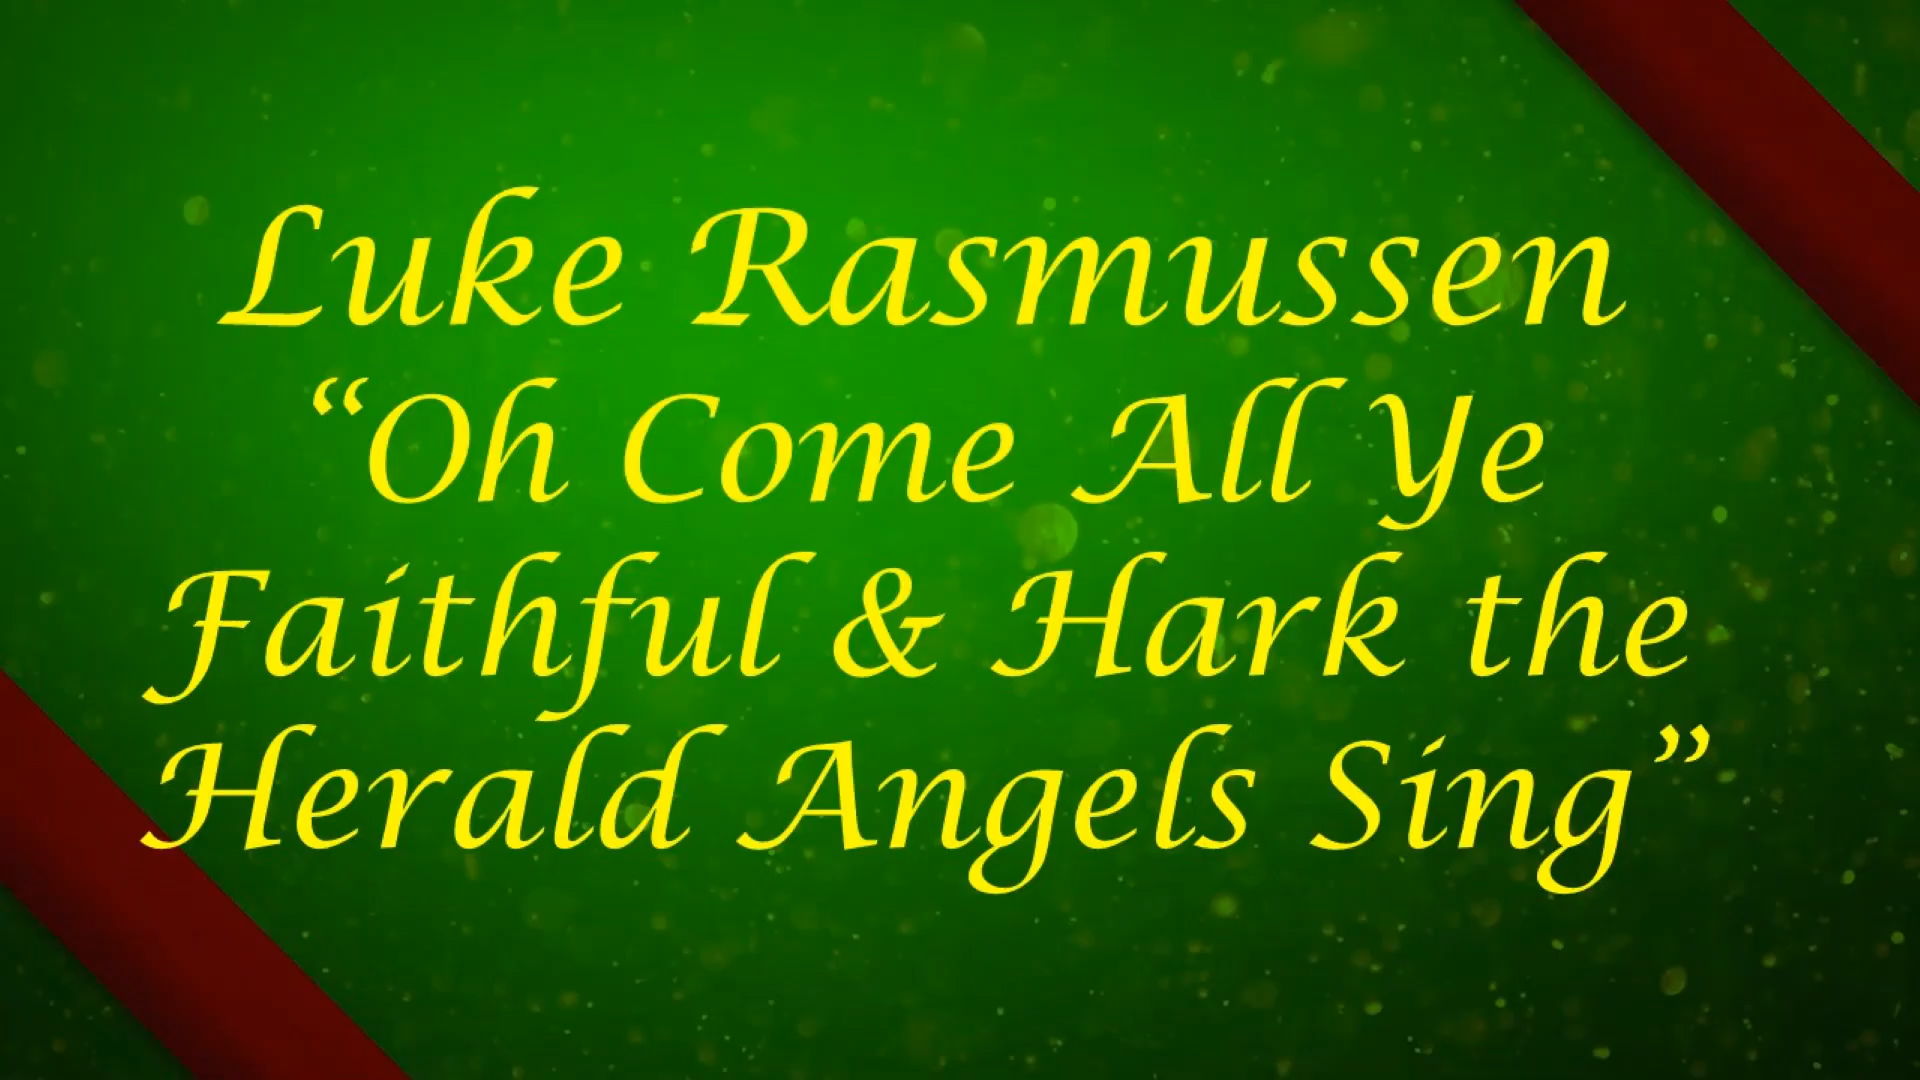 Luke Rasmussen
“Oh Come All Ye
Faithful & Hark the
Herald Angels Sing”